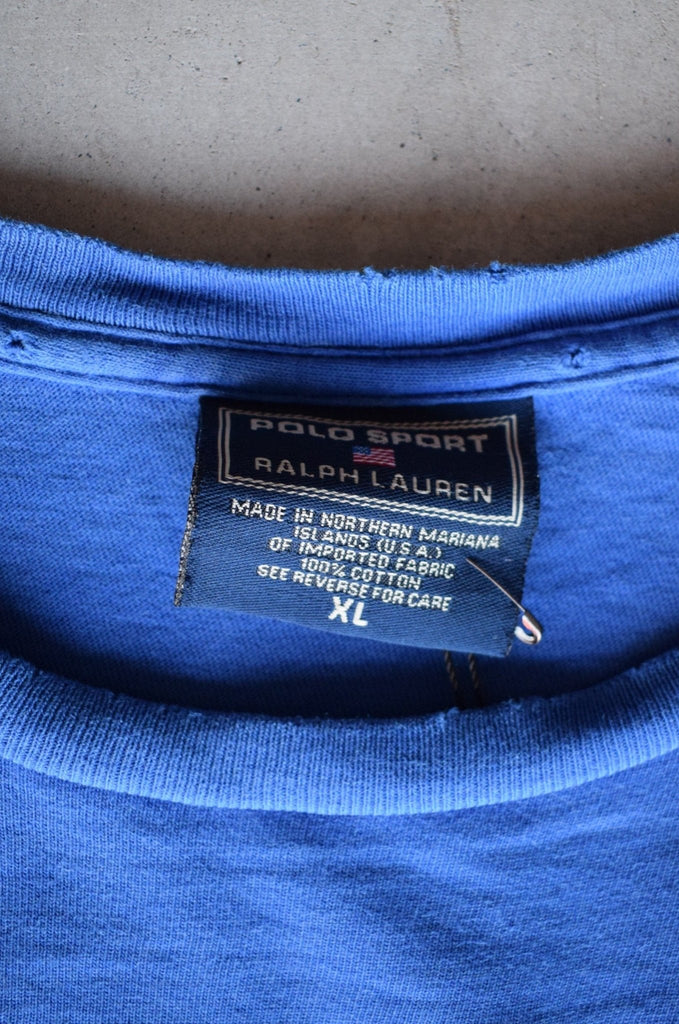 POLO SPORT
RALPH LAUREN
MADE IN NORTHERN MARIANA
ISLANDS (U.S.A.)
OF IMPORTED FABRIC
100% COTTON
SEE REVERSE FOR CARE
XL